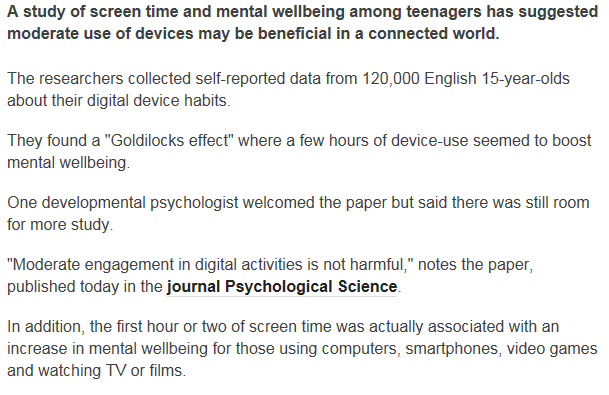 A study of screen time and mental wellbeing among teenagers has suggested
moderate use of devices may be beneficial in a connected world.
The researchers collected self-reported data from 120,000 English 15-year-olds
about their digital device habits.
They found a "Goldilocks effect" where a few hours of device-use seemed to boost
mental wellbeing.
One developmental psychologist welcomed the paper but said there was still room
for more study.
"Moderate engagement in digital activities is not harmful," notes the paper,
published today in the journal Psychological Science.
In addition, the first hour or two of screen time was actually associated with an
increase in mental wellbeing for those using computers, smartphones, video games
and watching TV or films.